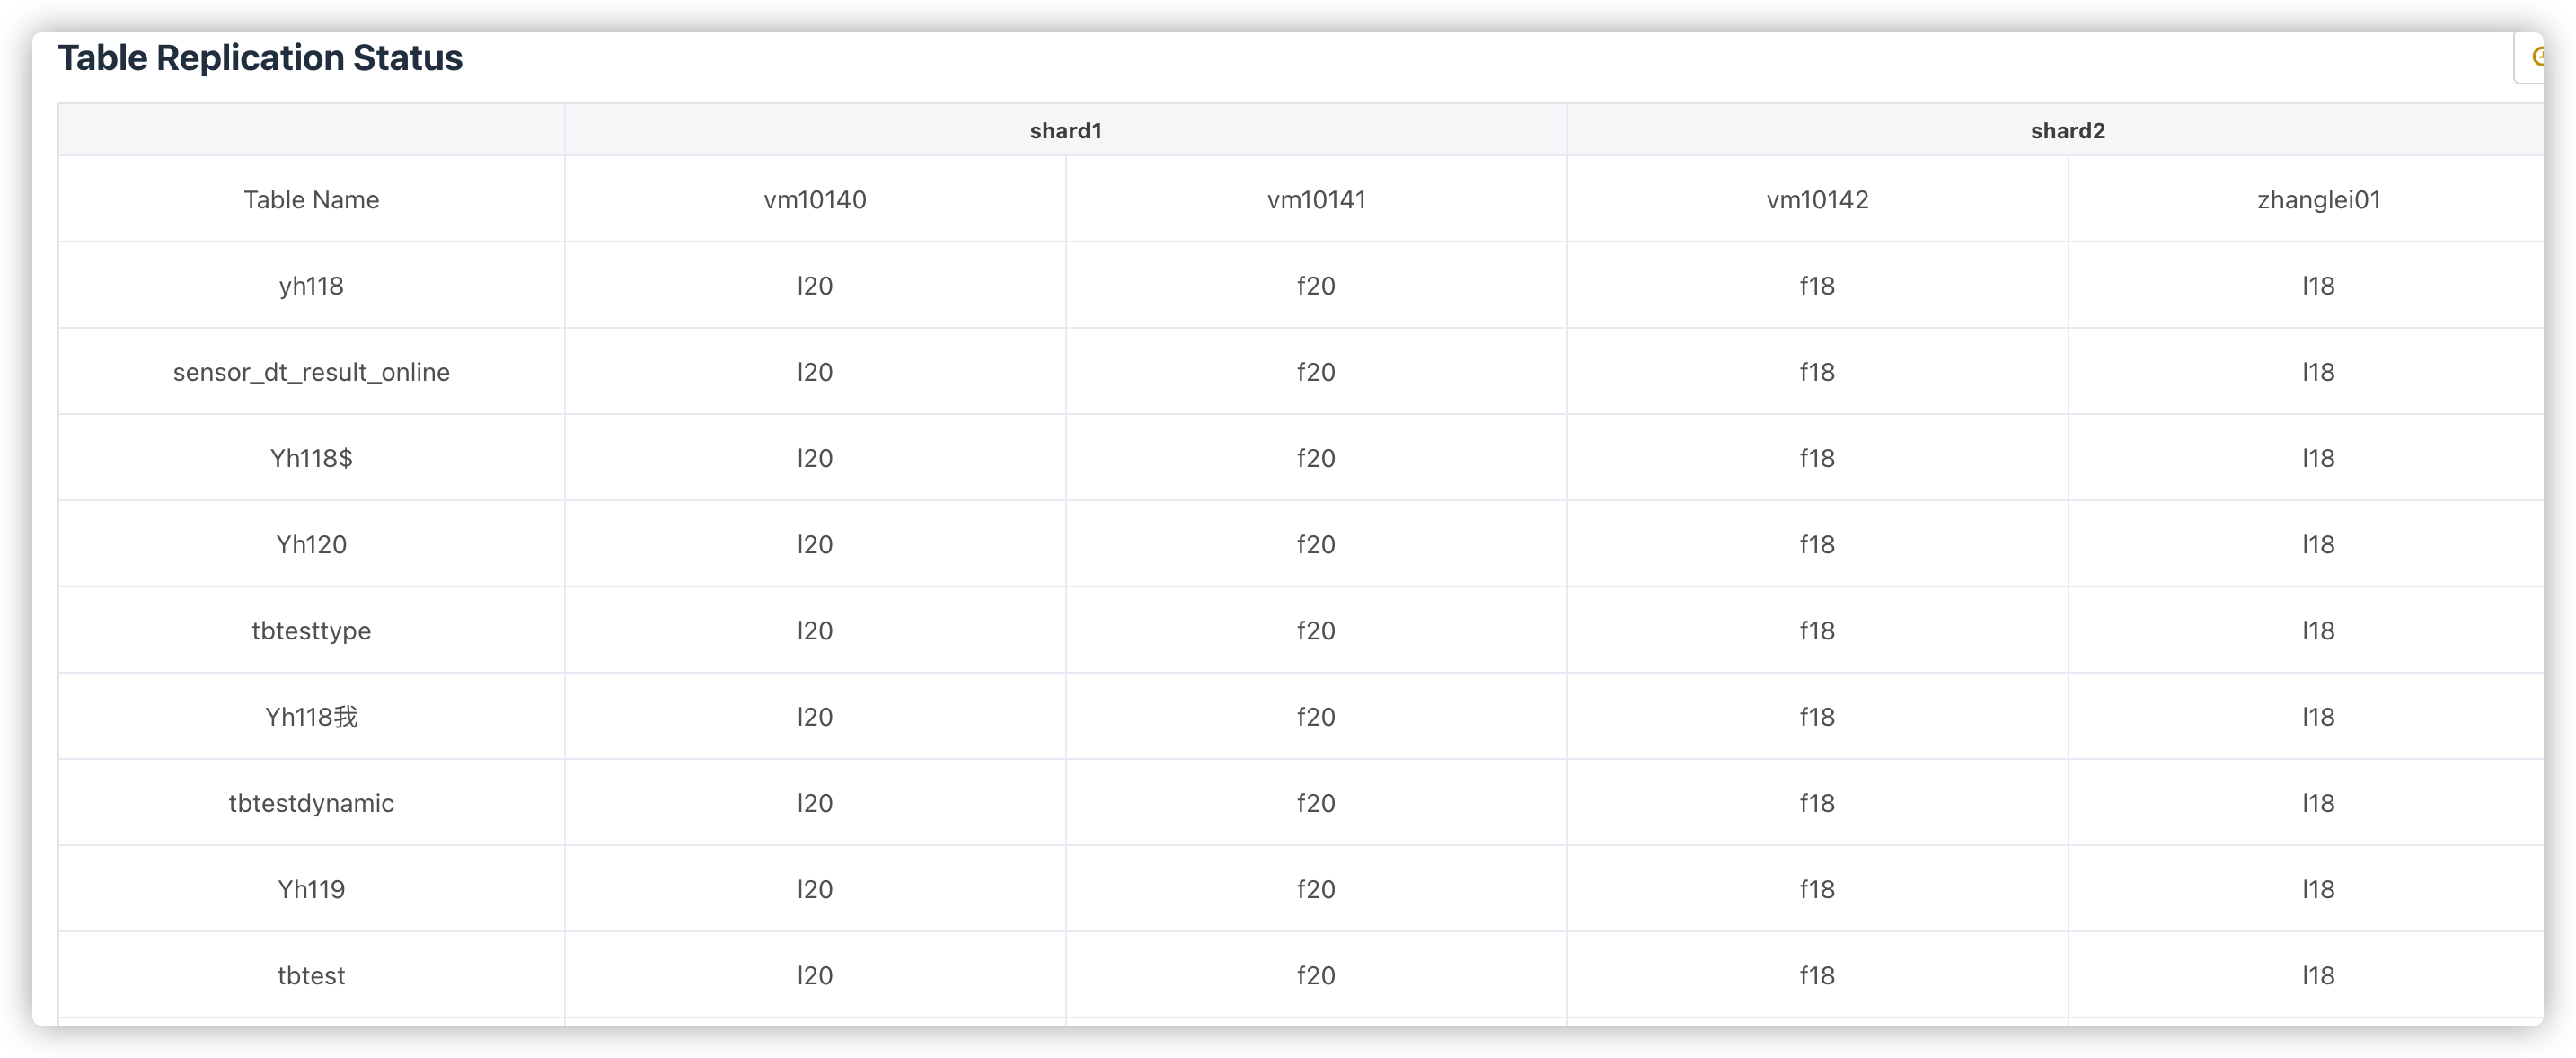 Table Replication Status
shard1 shard2
Table Name vm10140 vm10141 vm10142 zhanglei01
yh118 l20 f20 f18 l18
sensor_dt_result_online l20 f20 f18 l18
Yh118$ l20 f20 f18 l18
Yh120 l20 f20 f18 l18
tbtesttype l20 f20 f18 l18
Yh118我 l20 f20 f18 l18
tbtestdynamic l20 f20 f18 l18
Yh119 l20 f20 f18 l18
tbtest l20 f20 f18 l18